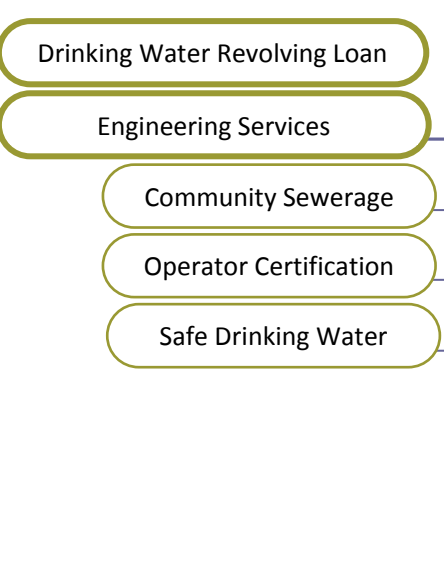 Drinking Water Revolving Loan
Engineering Services
Community Sewerage
Operator Certification
Safe Drinking Water